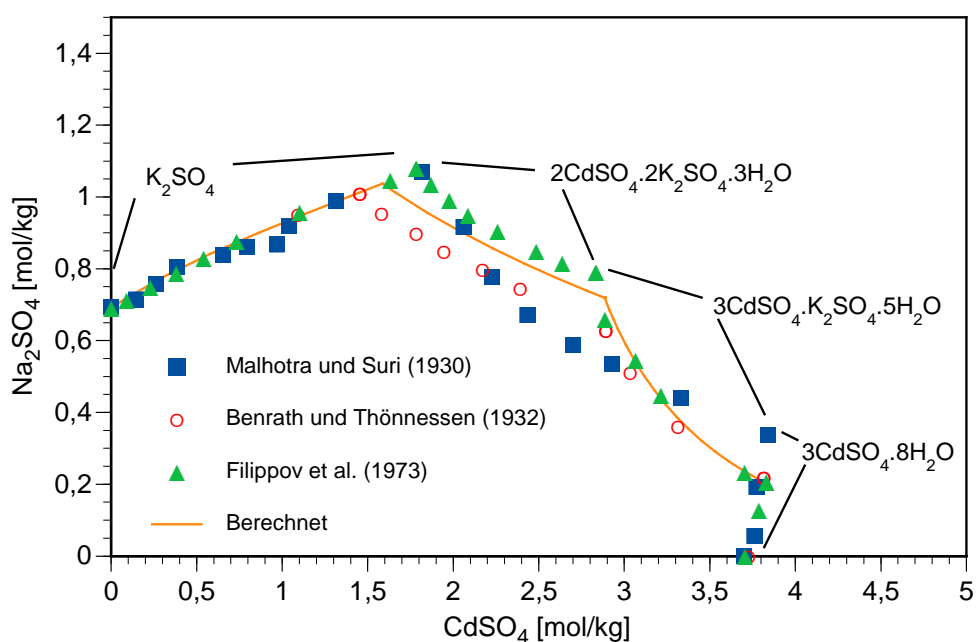 1,4
1,2
1
0,8
0,6
0,4
0,2
0
Na₂SO₄ [mol/kg]
K₂SO₄
2CdSO₄.2K₂SO₄.3H₂O
3CdSO₄.K₂SO₄.5H₂O
3CdSO₄.8H₂O
Malhotra und Suri (1930)
Benrath und Thönnessen (1932)
Filippov et al. (1973)
Berechnet
0 0,5 1 1,5 2 2,5 3 3,5 4 4,5 5
CdSO₄ [mol/kg]